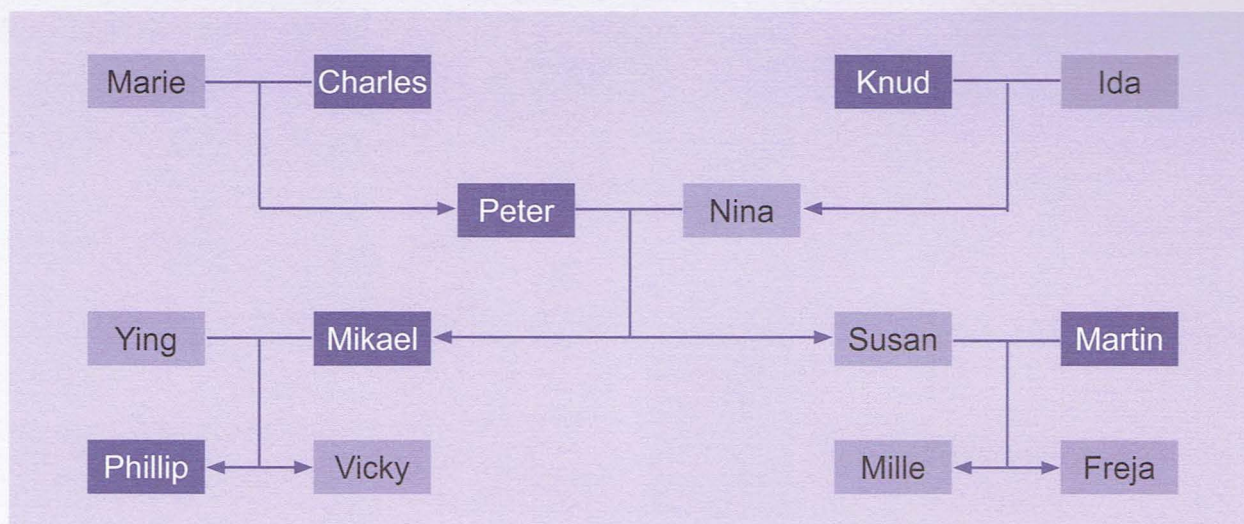 Marie Charles Knud Ida
Peter Nina
Ying Mikael Susan Martin
Phillip Vicky Mille Freja